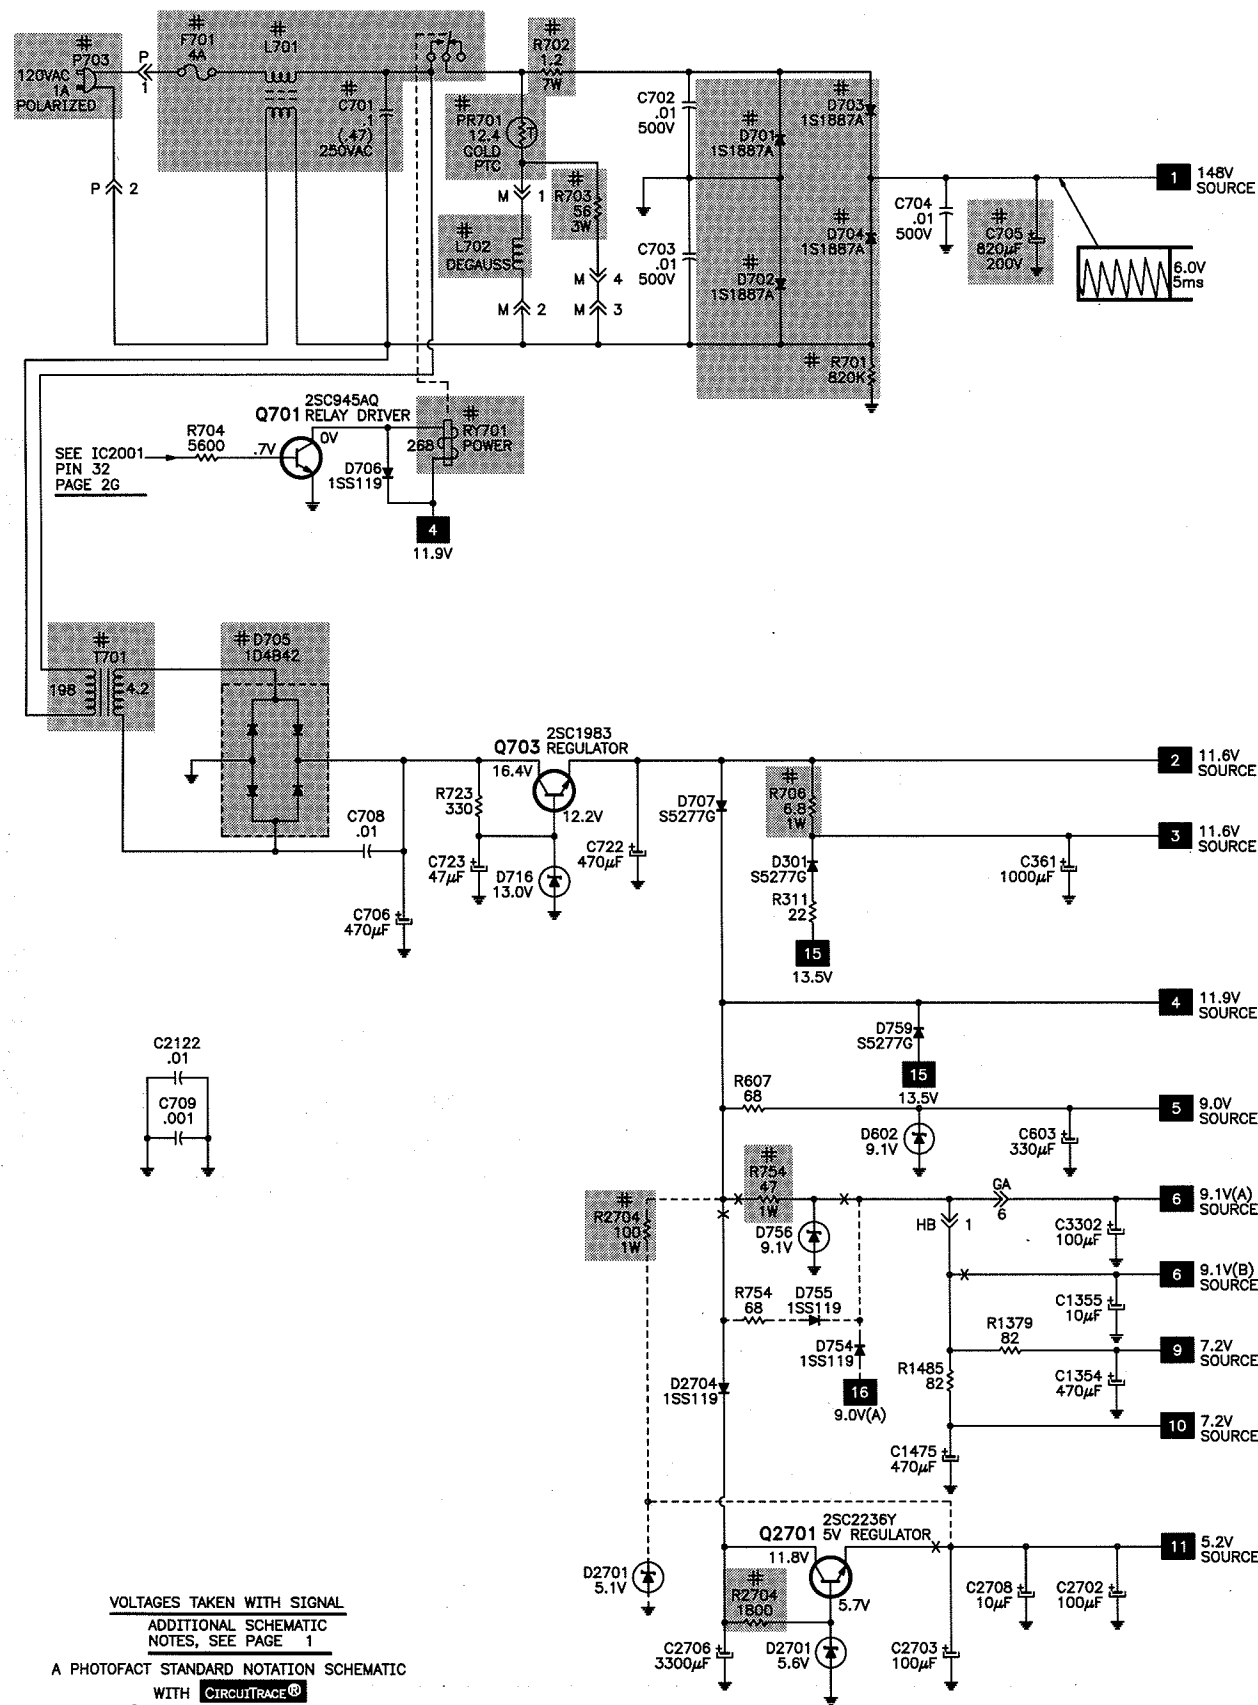 #
P703
120VAC
1A
POLARIZED
P
1
P 2
#
F701
4A
#
L701
#
C701
.1
(.47)
250VAC
#
R702
1.2
7W
#
PR701
12.4
COLD
PTC
T
M 1
#
R703
56
3W
#
L702
DEGAUSS
M 2
M 4
M 3
C702
.01
500V
C703
.01
500V
#
D701
1S1887A
#
D702
1S1887A
#
D703
1S1887A
#
D704
1S1887A
#
R701
820K
C704
.01
500V
#
C705
820µF
200V
+
1 148V
SOURCE
6.0V
5ms
SEE IC2001
PIN 32
PAGE 2G
R704
5600
.7V
2SC945AQ
Q701 RELAY DRIVER
0V
D706
1SS119
#
RY701
POWER
268
4
11.9V
#
T701
198
4.2
#D705
1D4B42
C708
.01
C706
470µF
+
R723
330
C723
47µF
+
2SC1983
Q703 REGULATOR
16.4V
12.2V
D716
13.0V
C722
470µF
+
D707
S5277G
#
R706
6.8
1W
D301
S5277G
R311
22
15
13.5V
C361
1000µF
+
2 11.6V
SOURCE
3 11.6V
SOURCE
4 11.9V
SOURCE
D759
S5277G
15
13.5V
C2122
.01
C709
.001
R607
68
D602
9.1V
C603
330µF
+
5 9.0V
SOURCE
#
R2704
100
1W
#
R754
47
1W
D756
9.1V
GA
6
HB 1
C3302
100µF
+
6 9.1V(A)
SOURCE
6 9.1V(B)
SOURCE
C1355
10µF
+
R754
68
D755
1SS119
D754
1SS119
16
9.0V(A)
R1379
82
R1485
82
C1354
470µF
+
9 7.2V
SOURCE
10 7.2V
SOURCE
C1475
470µF
+
D2704
1SS119
2SC2236Y
Q2701 5V REGULATOR
11.8V
5.7V
D2701
5.1V
#
R2704
1800
D2701
5.6V
C2706
3300µF
+
C2703
100µF
+
C2708
10µF
+
C2702
100µF
+
11 5.2V
SOURCE
VOLTAGES TAKEN WITH SIGNAL
ADDITIONAL SCHEMATIC
NOTES, SEE PAGE 1
A PHOTOFACT STANDARD NOTATION SCHEMATIC
WITH CIRCUITRACE®